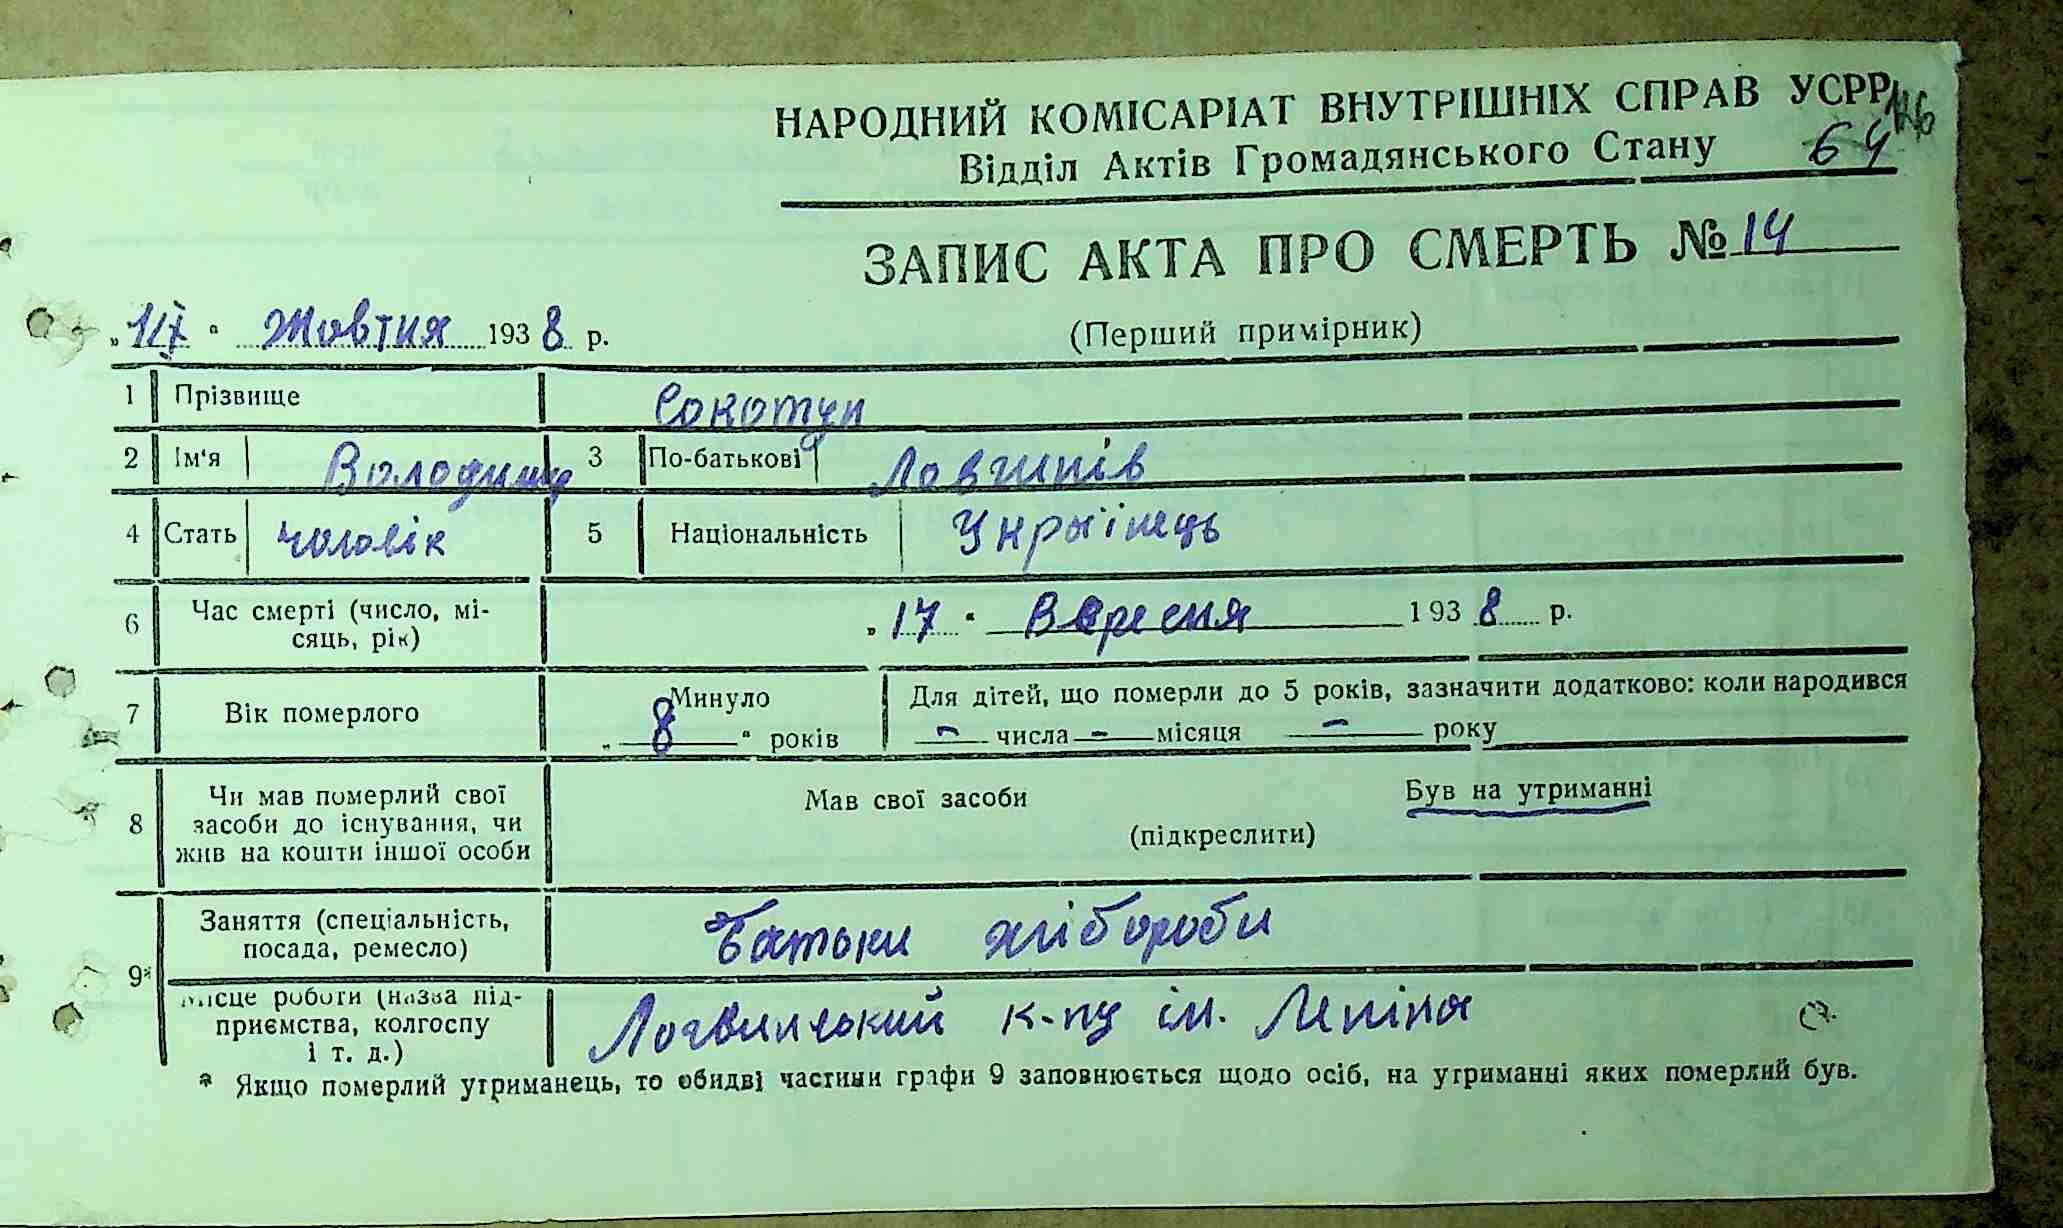 НАРОДНИЙ КОМІСАРІАТ ВНУТРІШНІХ СПРАВ УСРР
Відділ Актів Громадянського Стану 64
ЗАПИС АКТА ПРО СМЕРТЬ № 14
" " Жовтня 1938 р. (Перший примірник)
1 Прізвище Сокотун
2 Ім'я Володимир 3 По-батькові
4 Стать чоловік 5 Національність Українець
6 Час смерті (число, мі-
сяць, рік) „17" Вересня 1938 р.
7 Вік померлого Минуло „8" років Для дітей, що померли до 5 років, зазначити додатково: коли народився
– числа – місяця – року
8 Чи мав померлий свої
засоби до існування, чи
жив на кошти іншої особи
Мав свої засоби Був на утриманні
(підкреслити)
9* Заняття (спеціальність,
посада, ремесло) Батьки хлібороби
Місце роботи (назва під-
приємства, колгоспу
і т. д.) к-пу ім. Леніна
* Якщо померлий утриманець, то обидві частини графи 9 заповнюється щодо осіб, на утриманні яких померлий був.